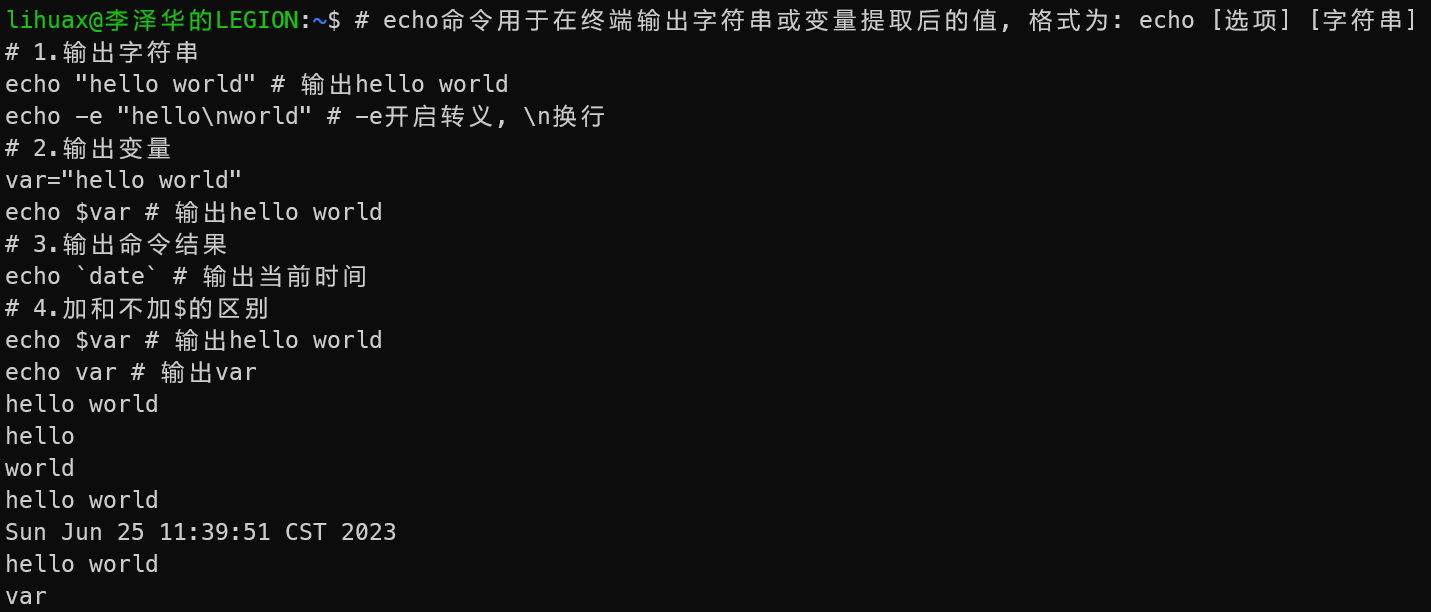 lihuax@李泽华的LEGION:~$ # echo命令用于在终端输出字符串或变量提取后的值, 格式为: echo [选项] [字符串]
# 1.输出字符串
echo "hello world" # 输出hello world
echo -e "hello\nworld" # -e开启转义, \n换行
# 2.输出变量
var="hello world"
echo $var # 输出hello world
# 3.输出命令结果
echo `date` # 输出当前时间
# 4.加和不加$的区别
echo $var # 输出hello world
echo var # 输出var
hello world
hello
world
hello world
Sun Jun 25 11:39:51 CST 2023
hello world
var